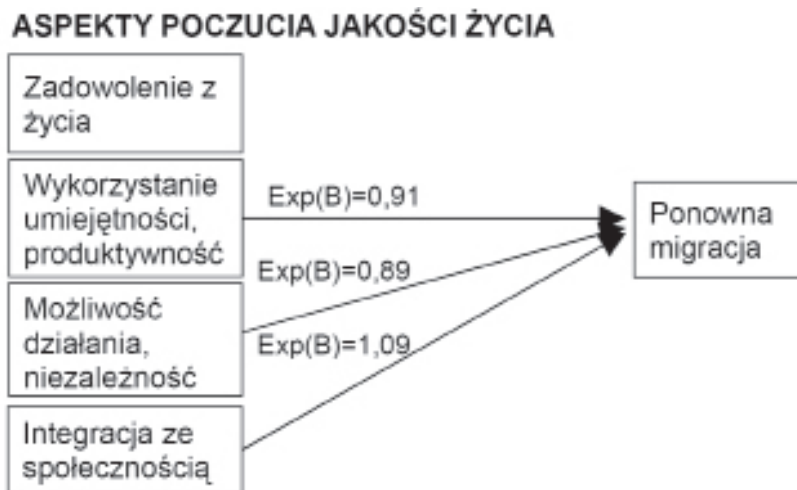 ASPEKTY POCZUCIA JAKOŚCI ŻYCIA
Zadowolenie z
życia
Wykorzystanie
umiejętności,
produktywność
Exp(B)=0,91
Ponowna
migracja
Możliwość
działania,
niezależność
Exp(B)=0,89
Exp(B)=1,09
Integracja ze
społecznością